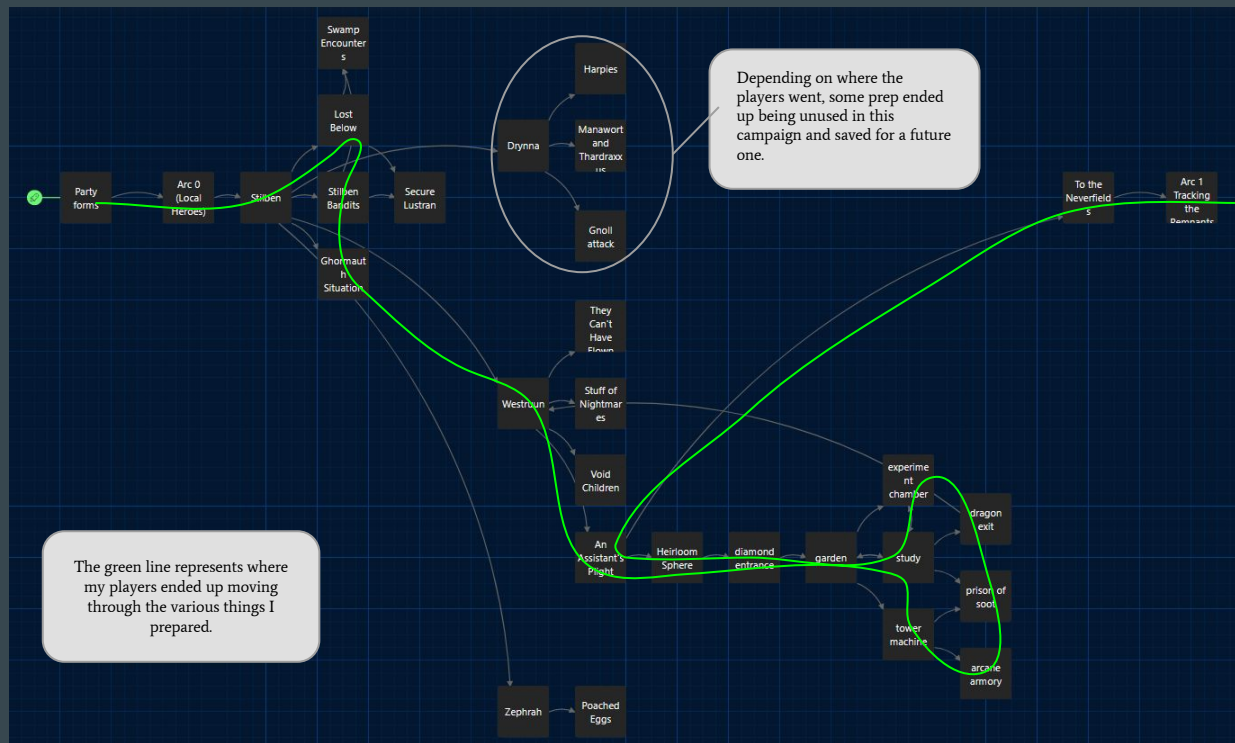 Swamp
Encounter
s
Lost
Below
Harpies
Drynna
Manawort
and
Thardraxx
us
Gnoll
attack
Depending on where the
players went, some prep ended
up being unused in this
campaign and saved for a future
one.
Party
forms
Arc 0
(Local
Heroes)
Stilben
Stilben
Bandits
Secure
Lustran
Ghormaut
h
Situation
To the
Neverfield
s
Arc 1
Tracking
the
Remnants
They
Can't
Have
Flown
Westruun
Stuff of
Nightmar
es
Void
Children
An
Assistant's
Plight
Heirloom
Sphere
diamond
entrance
garden
experime
nt
chamber
study
dragon
exit
prison of
soot
tower
machine
arcane
armory
The green line represents where
my players ended up moving
through the various things I
prepared.
Zephrah
Poached
Eggs